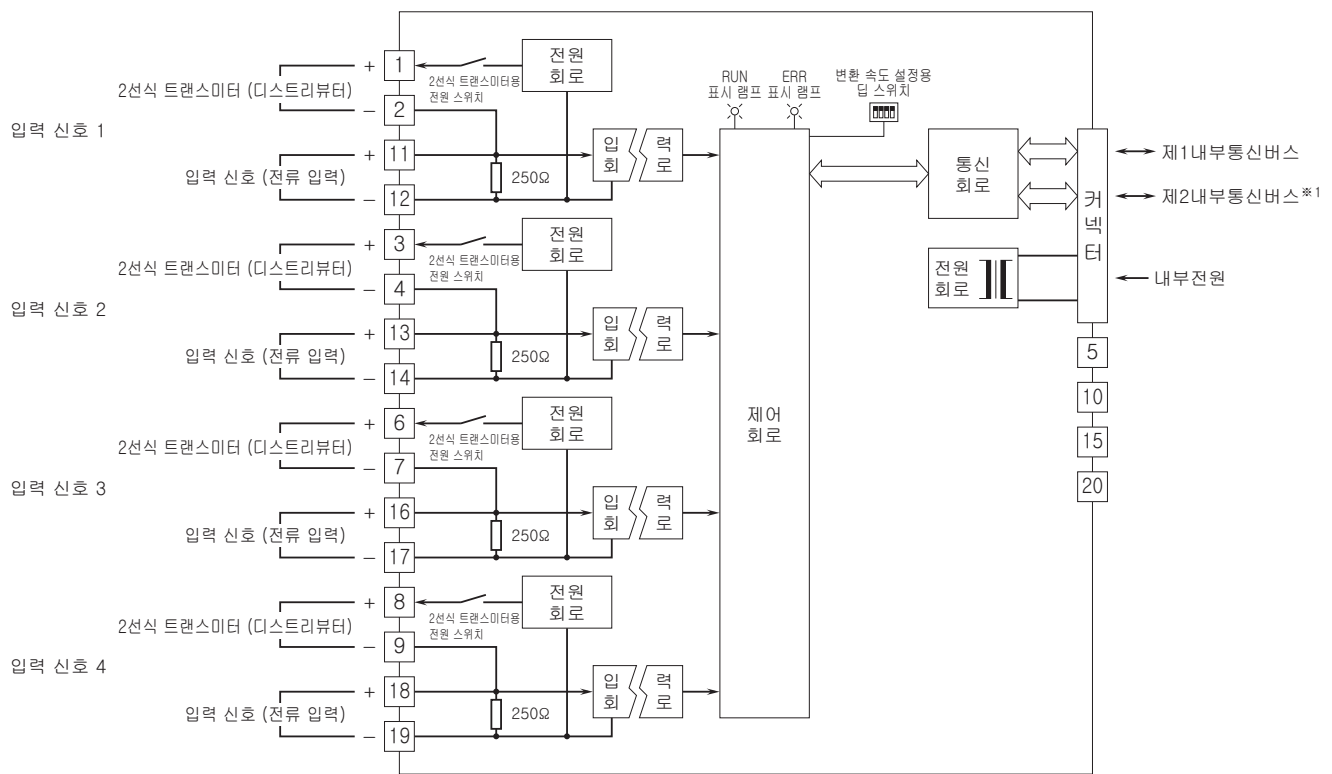 입력 신호 1
2선식 트랜스미터 (디스트리뷰터)
+
1
−
2
2선식 트랜스미터용
전원 스위치
전원
회로
입력 신호 (전류 입력)
+
11
−
12
250Ω
입력
회로
입력 신호 2
2선식 트랜스미터 (디스트리뷰터)
+
3
−
4
2선식 트랜스미터용
전원 스위치
전원
회로
입력 신호 (전류 입력)
+
13
−
14
250Ω
입력
회로
입력 신호 3
2선식 트랜스미터 (디스트리뷰터)
+
6
−
7
2선식 트랜스미터용
전원 스위치
전원
회로
입력 신호 (전류 입력)
+
16
−
17
250Ω
입력
회로
입력 신호 4
2선식 트랜스미터 (디스트리뷰터)
+
8
−
9
2선식 트랜스미터용
전원 스위치
전원
회로
입력 신호 (전류 입력)
+
18
−
19
250Ω
입력
회로
RUN
표시 램프
ERR
표시 램프
변환 속도 설정용
딥 스위치
제어
회로
통신
회로
전원
회로
커넥터
제1내부통신버스
제2내부통신버스※1
내부전원
5
10
15
20